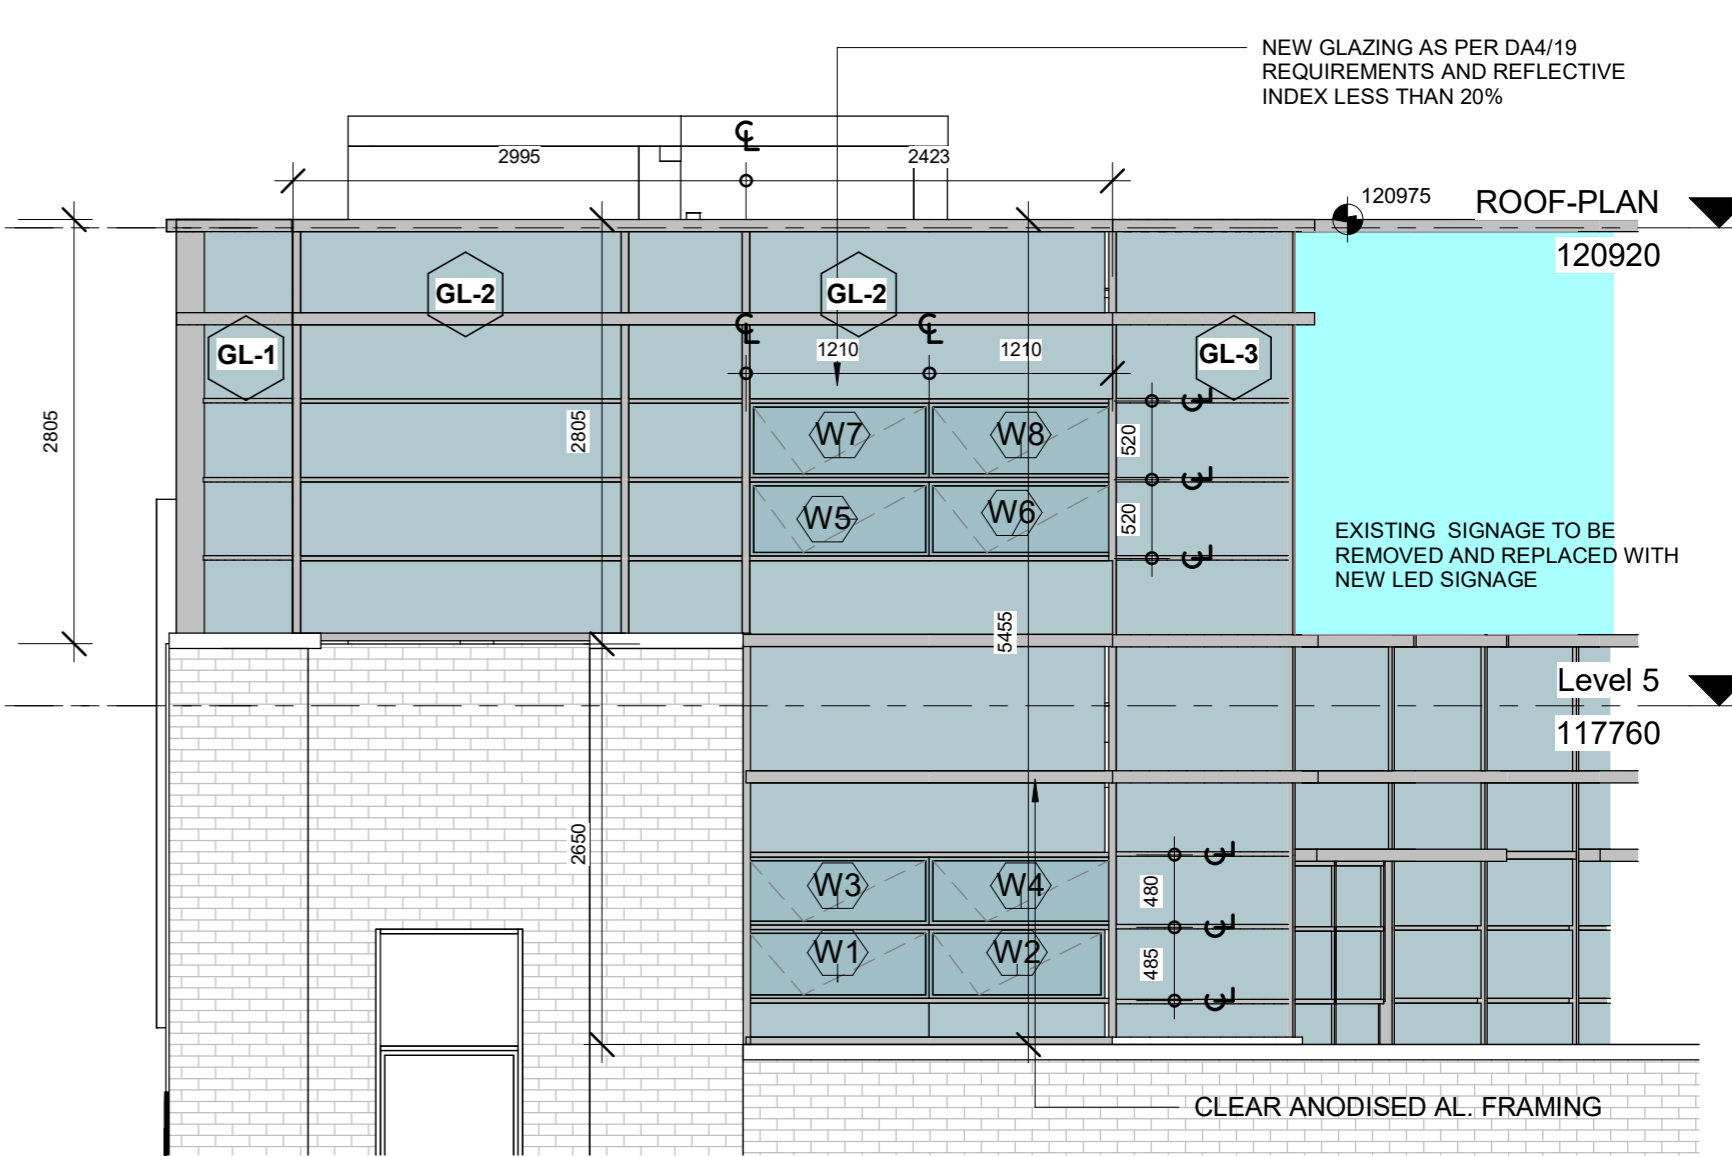 NEW GLAZING AS PER DA4/19
REQUIREMENTS AND REFLECTIVE
INDEX LESS THAN 20%
2995
2423
120975
ROOF-PLAN
120920
GL-2
GL-2
GL-1
GL-3
1210
1210
2805
2805
W7
W8
520
W5
W6
520
EXISTING SIGNAGE TO BE
REMOVED AND REPLACED WITH
NEW LED SIGNAGE
5455
Level 5
117760
2650
W3
W4
480
W1
W2
485
CLEAR ANODISED AL. FRAMING